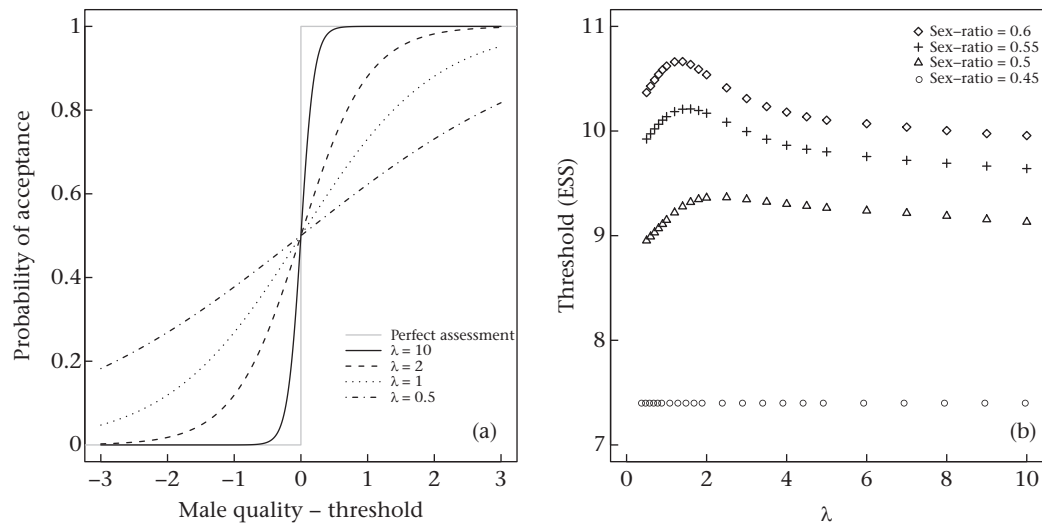 1
0.8
0.6
0.4
0.2
0
Probability of acceptance
Perfect assessment
λ = 10
λ = 2
λ = 1
λ = 0.5
(a)
−3
−2
−1
0
1
2
3
Male quality – threshold
11
10
9
8
7
Threshold (ESS)
Sex−ratio = 0.6
Sex−ratio = 0.55
Sex−ratio = 0.5
Sex−ratio = 0.45
(b)
0
2
4
6
8
10
λ